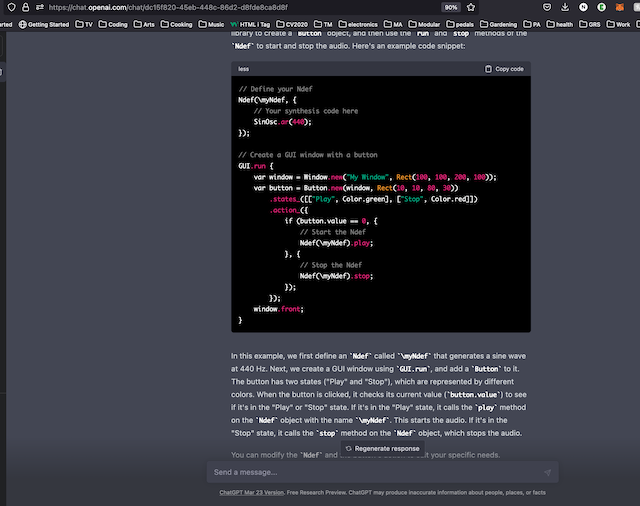 https://chat.openai.com/chat/dc15f820-45eb-448c-86d2-d8fde8ca8d8f
90%
Getting Started TV Coding Arts Cooking Music HTML i Tag CV2020 TM electronics MA Modular pedals Gardening PA health GRS Work
library to create a `Button` object, and then use the `run` and `stop` methods of the
`Ndef` to start and stop the audio. Here's an example code snippet:
less Copy code
// Define your Ndef
Ndef(\myNdef, {
// Your synthesis code here
SinOsc.ar(440);
});
// Create a GUI window with a button
GUI.run {
var window = Window.new("My Window", Rect(100, 100, 200, 100));
var button = Button.new(window, Rect(10, 10, 80, 30))
.states_([["Play", Color.green], ["Stop", Color.red]])
.action_({
if (button.value == 0, {
// Start the Ndef
Ndef(\myNdef).play;
}, {
// Stop the Ndef
Ndef(\myNdef).stop;
});
});
window.front;
}
In this example, we first define an `Ndef` called `\myNdef` that generates a sine wave
at 440 Hz. Next, we create a GUI window using `GUI.run`, and add a `Button` to it.
The button has two states ("Play" and "Stop"), which are represented by different
colors. When the button is clicked, it checks its current value (`button.value`) to see
if it's in the "Play" or "Stop" state. If it's in the "Play" state, it calls the `play` method
on the `Ndef` object with the name `\myNdef`. This starts the audio. If it's in the
"Stop" state, it calls the `stop` method on the `Ndef` object, which stops the audio.
Regenerate response
You can modify the `Ndef` and the suit your specific needs.
Send a message...
ChatGPT Mar 23 Version. Free Research Preview. ChatGPT may produce inaccurate information about people, places, or facts